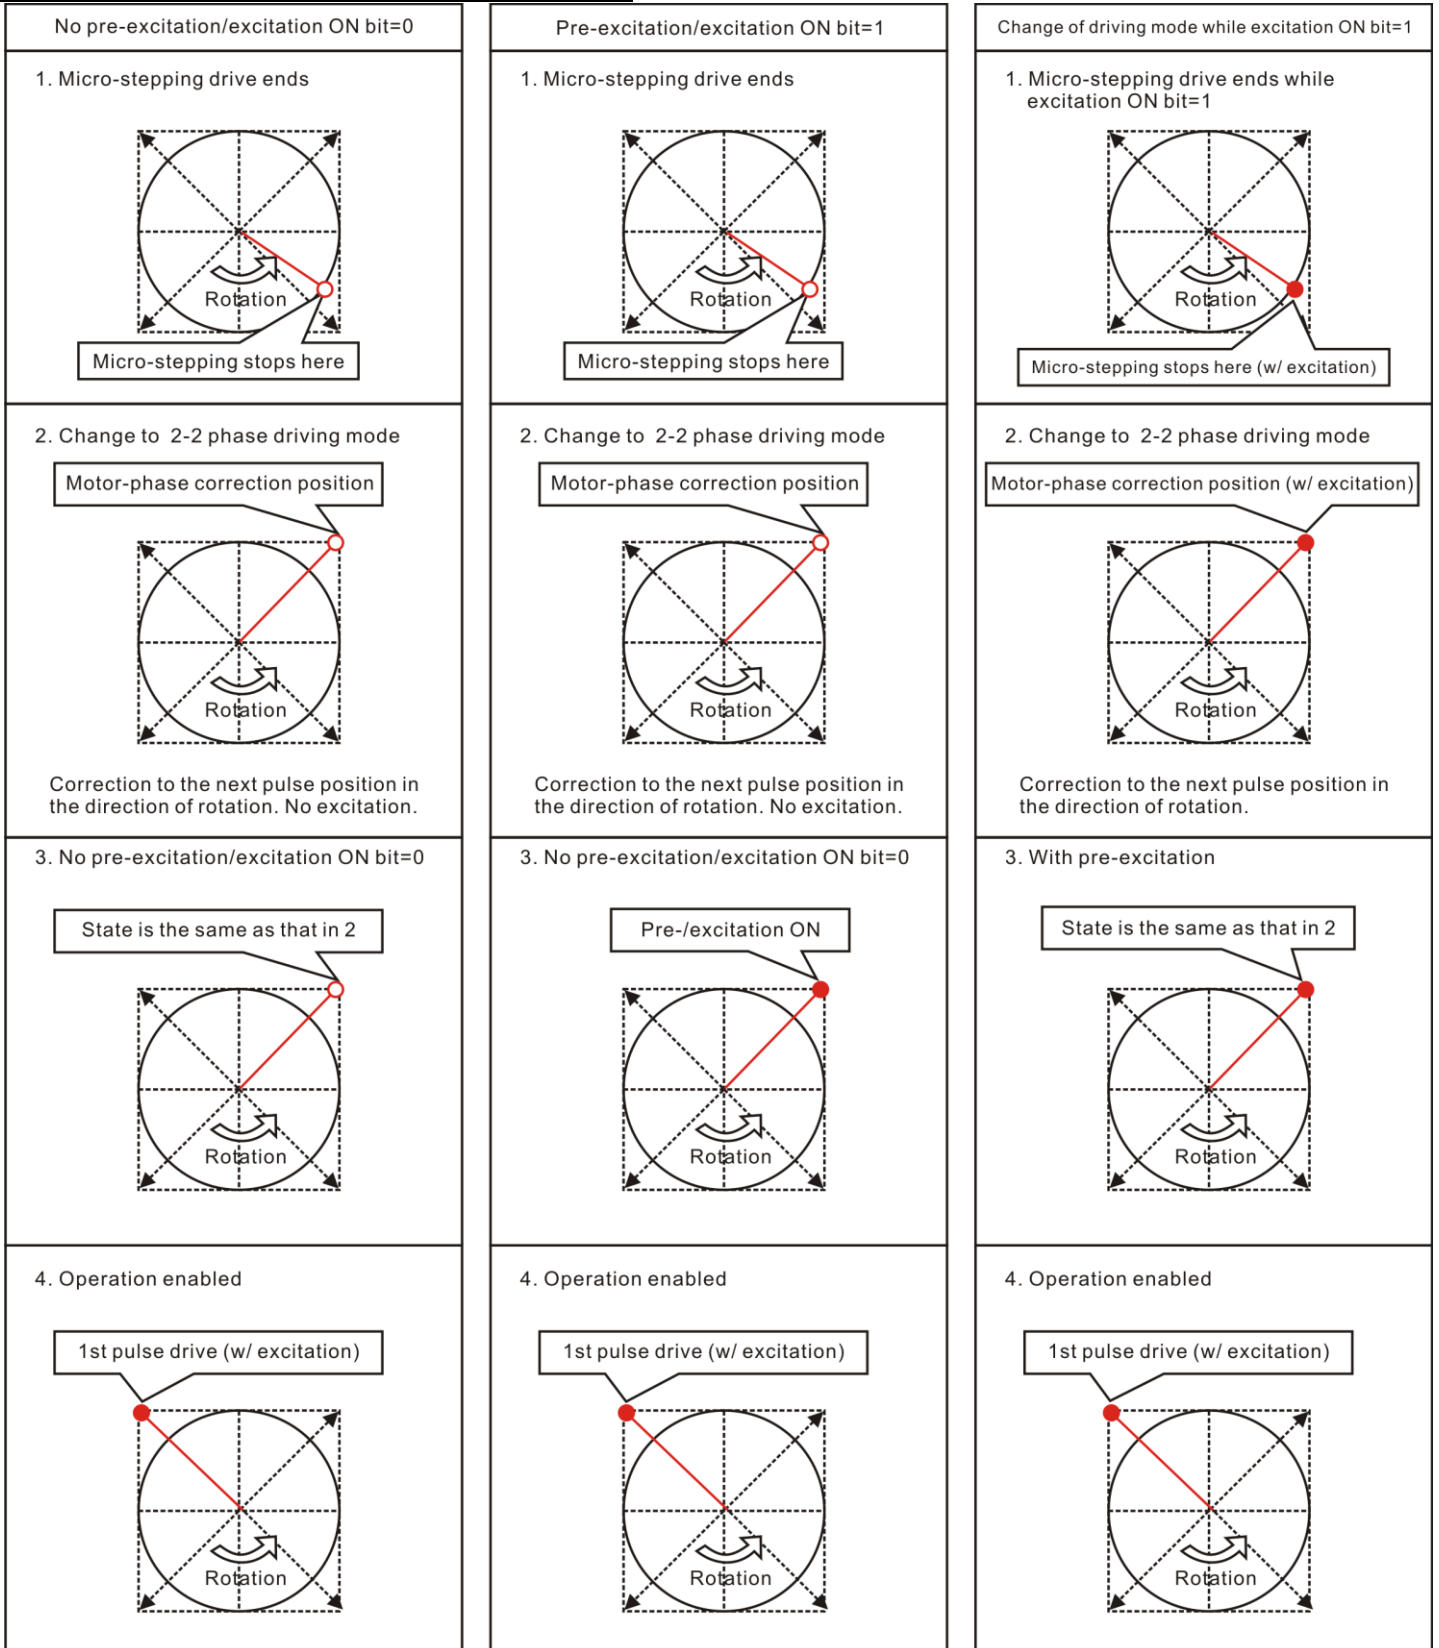 No pre-excitation/excitation ON bit=0
1. Micro-stepping drive ends
Rotation
Micro-stepping stops here
2. Change to 2-2 phase driving mode
Motor-phase correction position
Rotation
Correction to the next pulse position in
the direction of rotation. No excitation.
3. No pre-excitation/excitation ON bit=0
State is the same as that in 2
Rotation
4. Operation enabled
1st pulse drive (w/ excitation)
Rotation
Pre-excitation/excitation ON bit=1
1. Micro-stepping drive ends
Rotation
Micro-stepping stops here
2. Change to 2-2 phase driving mode
Motor-phase correction position
Rotation
Correction to the next pulse position in
the direction of rotation. No excitation.
3. No pre-excitation/excitation ON bit=0
Pre-/excitation ON
Rotation
4. Operation enabled
1st pulse drive (w/ excitation)
Rotation
Change of driving mode while excitation ON bit=1
1. Micro-stepping drive ends while
excitation ON bit=1
Rotation
Micro-stepping stops here (w/ excitation)
2. Change to 2-2 phase driving mode
Motor-phase correction position (w/ excitation)
Rotation
Correction to the next pulse position in
the direction of rotation.
3. With pre-excitation
State is the same as that in 2
Rotation
4. Operation enabled
1st pulse drive (w/ excitation)
Rotation